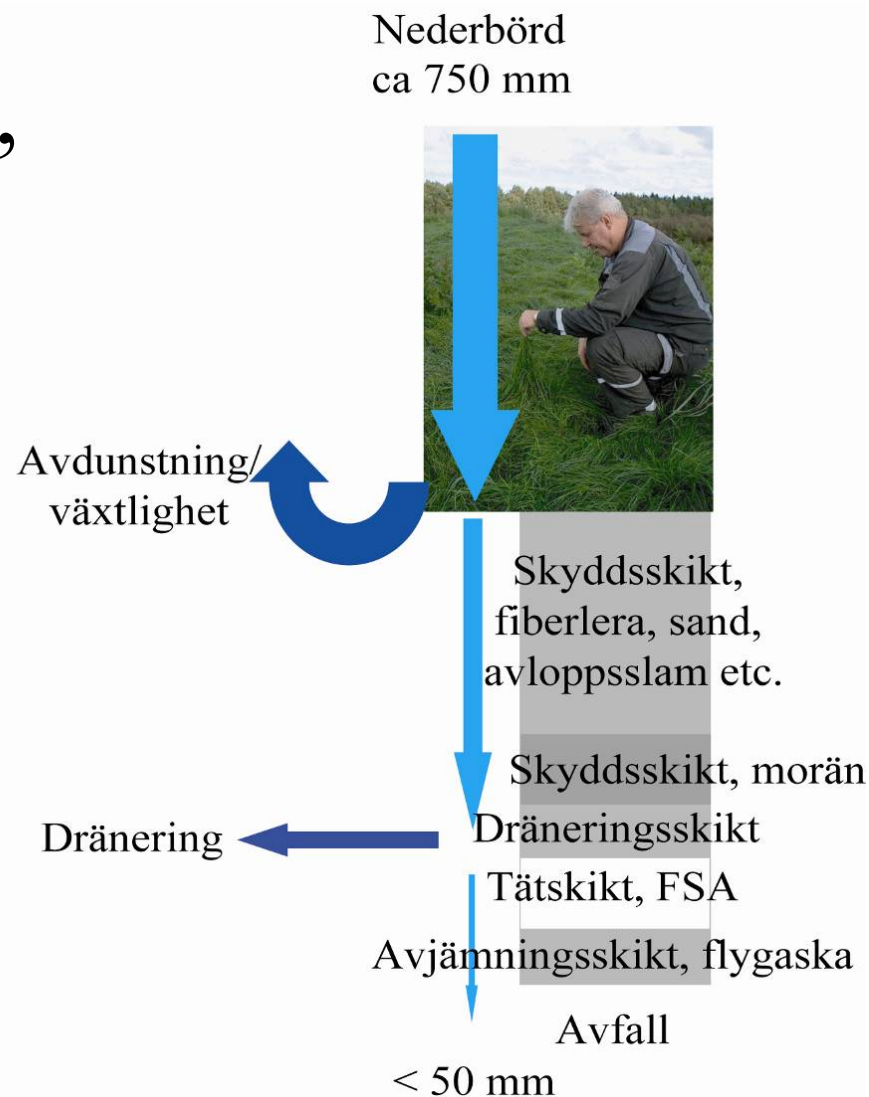 Nederbörd
ca 750 mm
,
Avdunstning/
växtlighet
Skyddsskikt,
fiberlera, sand,
avloppsslam etc.
Skyddsskikt, morän
Dränering
Dräneringsskikt
Tätskikt, FSA
Avjämningsskikt, flygaska
Avfall
< 50 mm